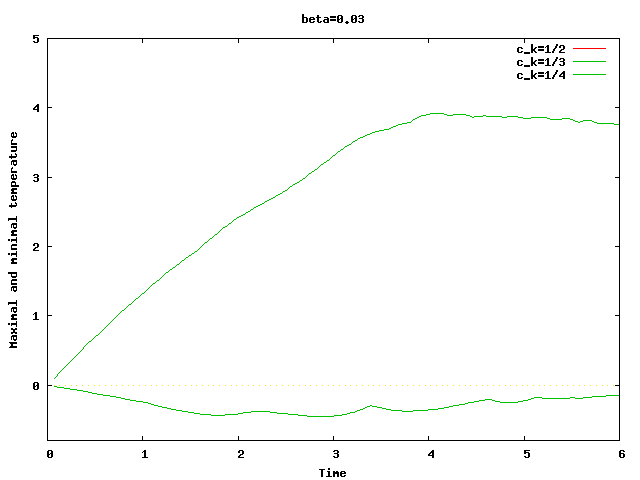 beta=0.03
5
c_k=1/2
c_k=1/3
c_k=1/4
4
3
2
1
0
Maximal and minimal temperature
0 1 2 3 4 5 6
Time